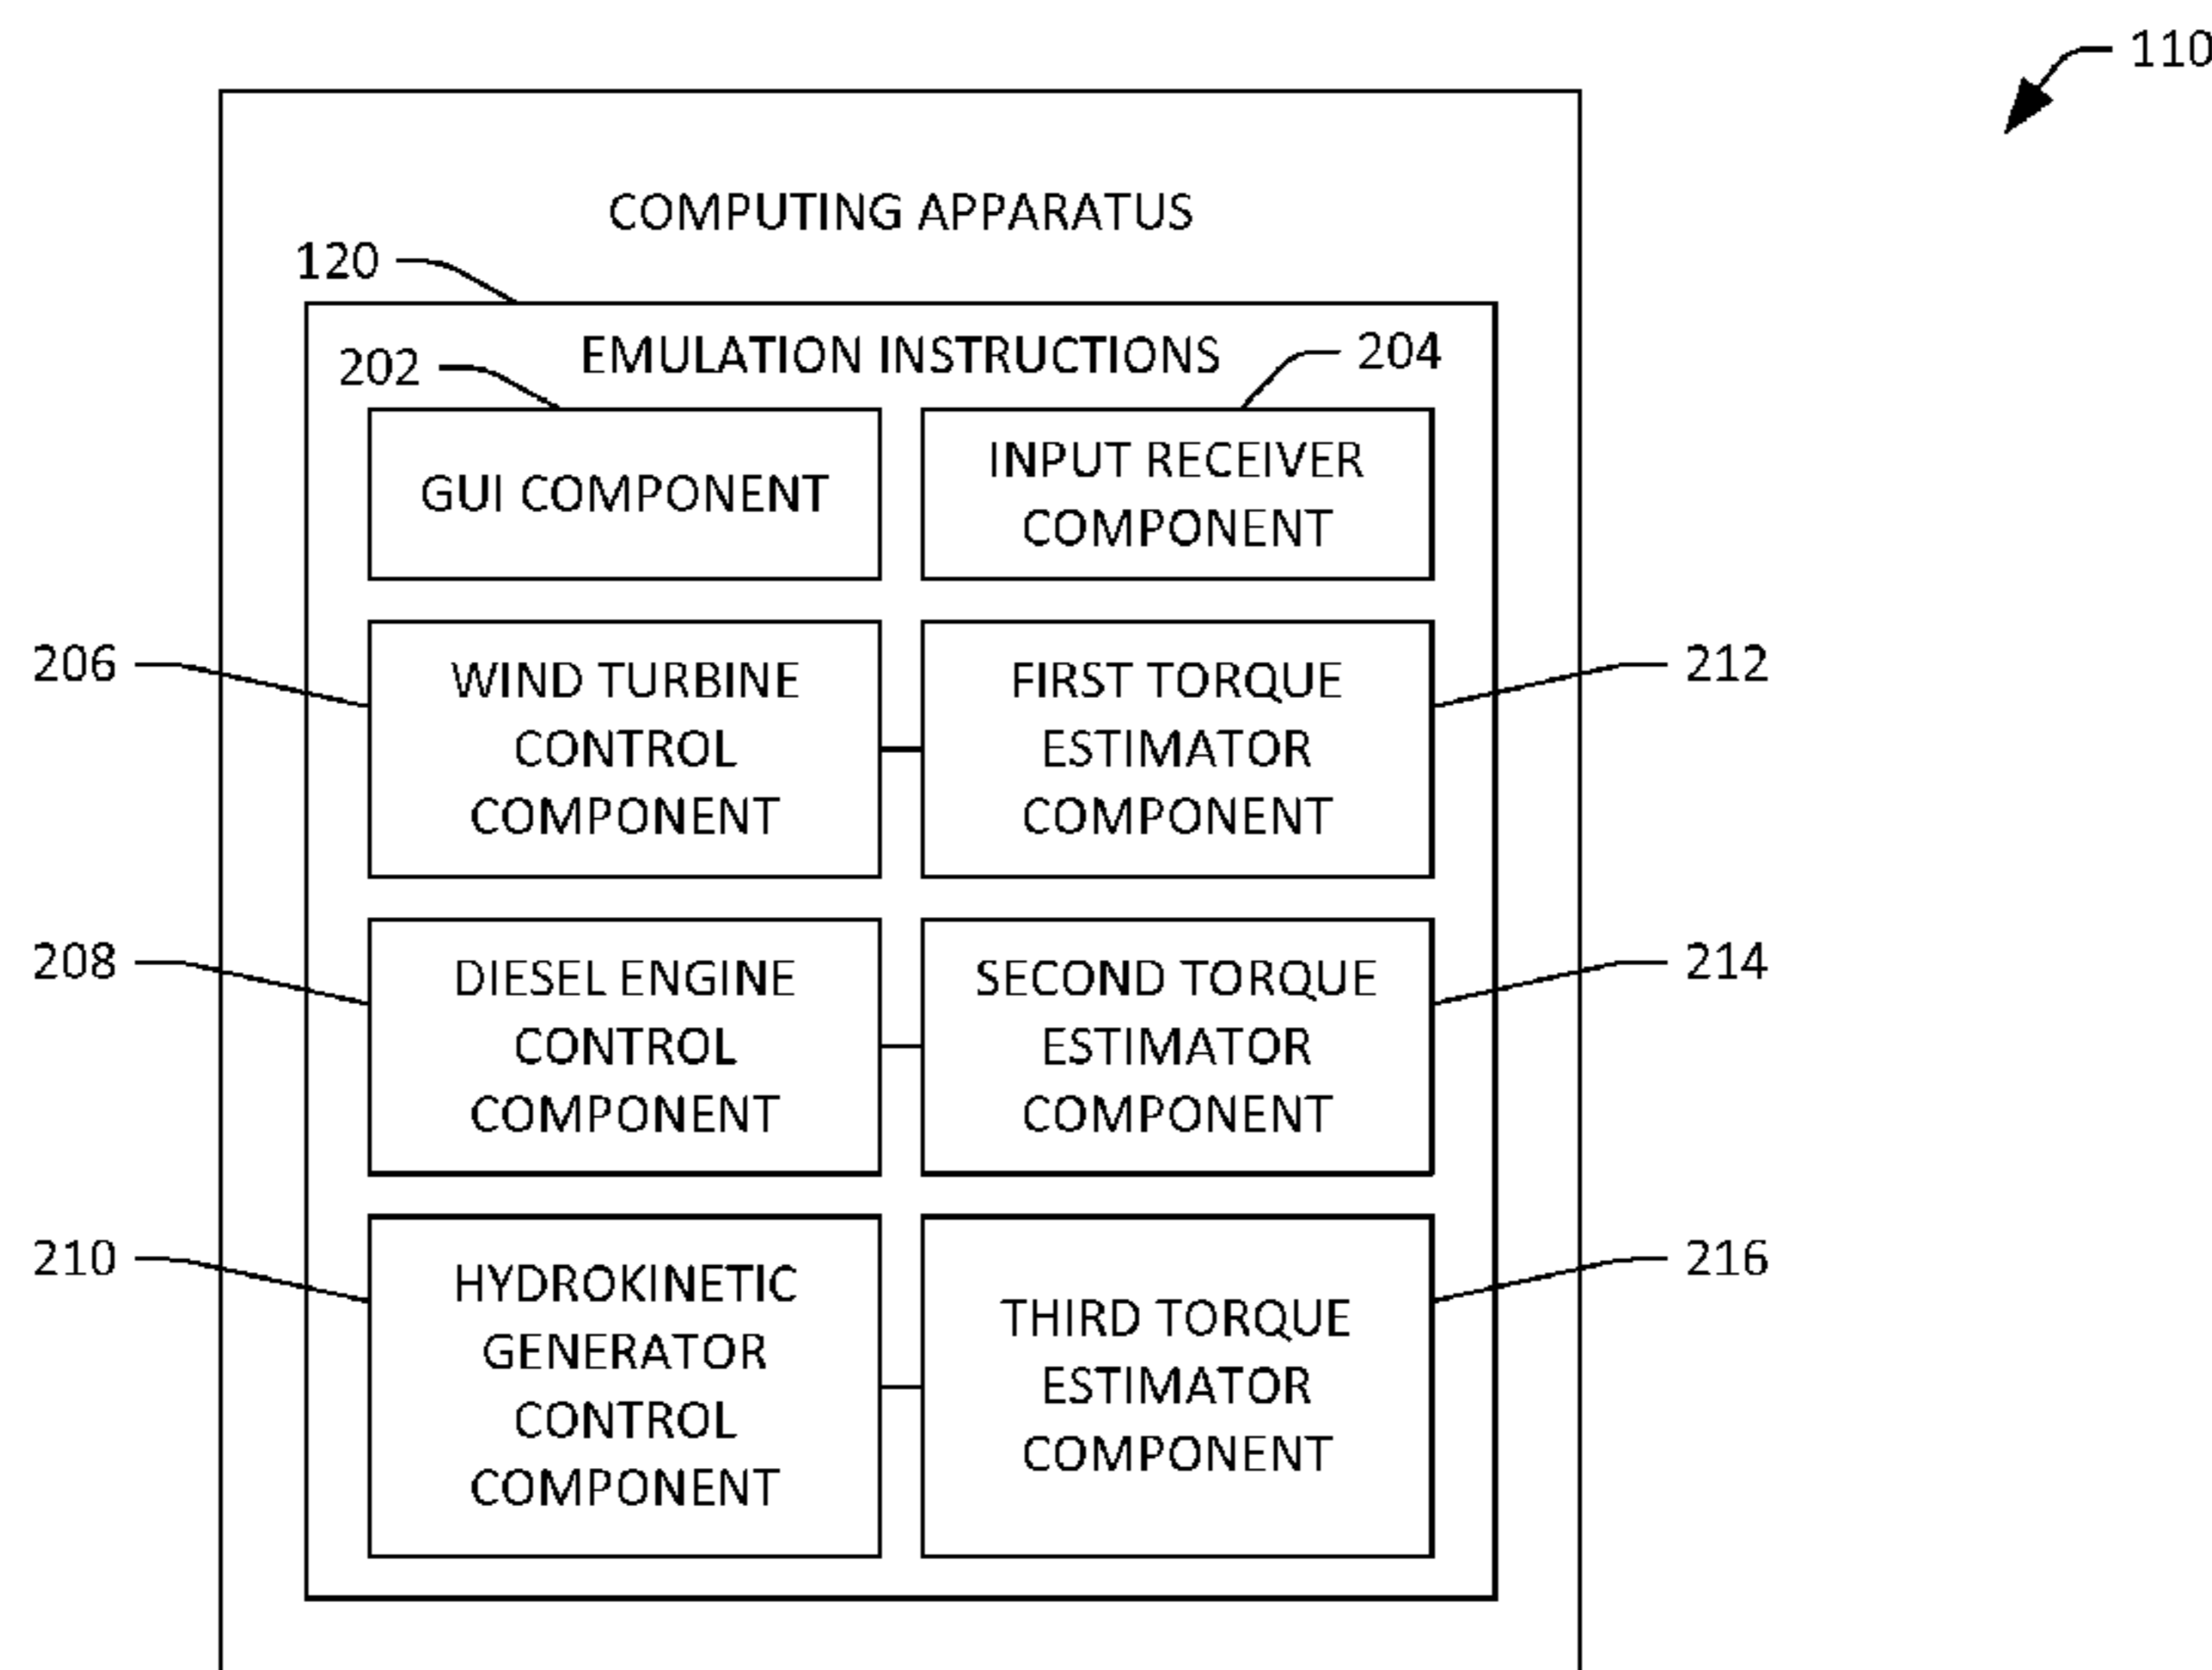 110
COMPUTING APPARATUS
120
EMULATION INSTRUCTIONS
202
204
GUI COMPONENT
INPUT RECEIVER
COMPONENT
206
WIND TURBINE
CONTROL
COMPONENT
FIRST TORQUE
ESTIMATOR
COMPONENT
212
208
DIESEL ENGINE
CONTROL
COMPONENT
SECOND TORQUE
ESTIMATOR
COMPONENT
214
210
HYDROKINETIC
GENERATOR
CONTROL
COMPONENT
THIRD TORQUE
ESTIMATOR
COMPONENT
216